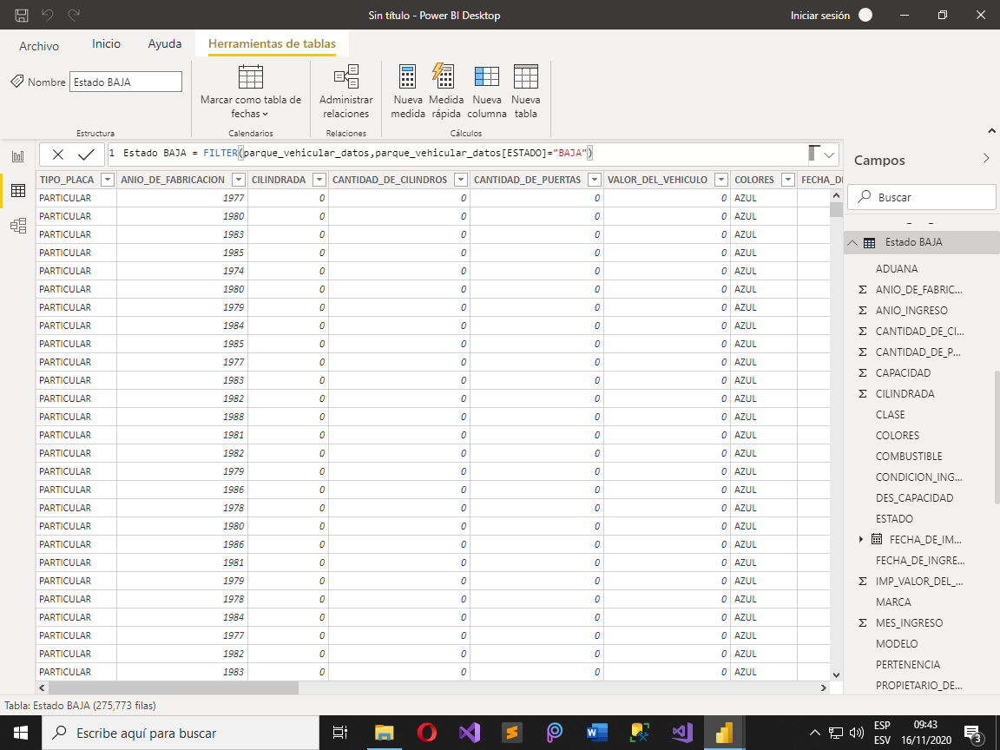 Sin título - Power BI Desktop
Iniciar sesión
Archivo Inicio Ayuda Herramientas de tablas
Nombre Estado BAJA
Marcar como tabla de
fechas
Administrar
relaciones
Nueva
medida
Medida
rápida
Nueva
columna
Nueva
tabla
Estructura Calendarios Relaciones Cálculos
1 Estado BAJA = FILTER(parque_vehicular_datos,parque_vehicular_datos[ESTADO]="BAJA")
TIPO_PLACA ANIO_DE_FABRICACION CILINDRADA CANTIDAD_DE_CILINDROS CANTIDAD_DE_PUERTAS VALOR_DEL_VEHICULO COLORES FECHA_DE
PARTICULAR 1977 0 0 0 0 AZUL
PARTICULAR 1980 0 0 0 0 AZUL
PARTICULAR 1983 0 0 0 0 AZUL
PARTICULAR 1985 0 0 0 0 AZUL
PARTICULAR 1974 0 0 0 0 AZUL
PARTICULAR 1980 0 0 0 0 AZUL
PARTICULAR 1979 0 0 0 0 AZUL
PARTICULAR 1984 0 0 0 0 AZUL
PARTICULAR 1985 0 0 0 0 AZUL
PARTICULAR 1977 0 0 0 0 AZUL
PARTICULAR 1983 0 0 0 0 AZUL
PARTICULAR 1982 0 0 0 0 AZUL
PARTICULAR 1988 0 0 0 0 AZUL
PARTICULAR 1981 0 0 0 0 AZUL
PARTICULAR 1982 0 0 0 0 AZUL
PARTICULAR 1979 0 0 0 0 AZUL
PARTICULAR 1986 0 0 0 0 AZUL
PARTICULAR 1978 0 0 0 0 AZUL
PARTICULAR 1980 0 0 0 0 AZUL
PARTICULAR 1986 0 0 0 0 AZUL
PARTICULAR 1981 0 0 0 0 AZUL
PARTICULAR 1979 0 0 0 0 AZUL
PARTICULAR 1978 0 0 0 0 AZUL
PARTICULAR 1984 0 0 0 0 AZUL
PARTICULAR 1977 0 0 0 0 AZUL
PARTICULAR 1982 0 0 0 0 AZUL
PARTICULAR 1983 0 0 0 0 AZUL
Campos
Buscar
Estado BAJA
ADUANA
Σ ANIO_DE_FABRIC...
Σ ANIO_INGRESO
Σ CANTIDAD_DE_CI...
Σ CANTIDAD_DE_P...
Σ CAPACIDAD
Σ CILINDRADA
CLASE
COLORES
COMBUSTIBLE
CONDICION_ING...
DES_CAPACIDAD
ESTADO
FECHA_DE_IM...
FECHA_DE_INGRE...
Σ IMP_VALOR_DEL_...
MARCA
Σ MES_INGRESO
MODELO
PERTENENCIA
PROPIETARIO_DE...
Tabla: Estado BAJA (275,773 filas)
Escribe aquí para buscar
ESP
ESV
09:43
16/11/2020
3